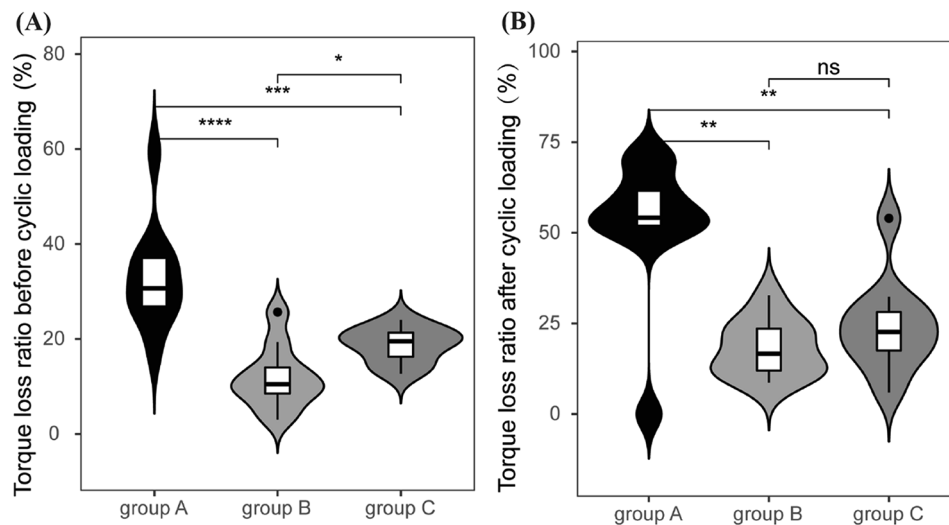 (A)
Torque loss ratio before cyclic loading (%)
80
60
40
20
0
*
***
****
group A
group B
group C
(B)
Torque loss ratio after cyclic loading (%)
100
75
50
25
0
ns
**
**
group A
group B
group C